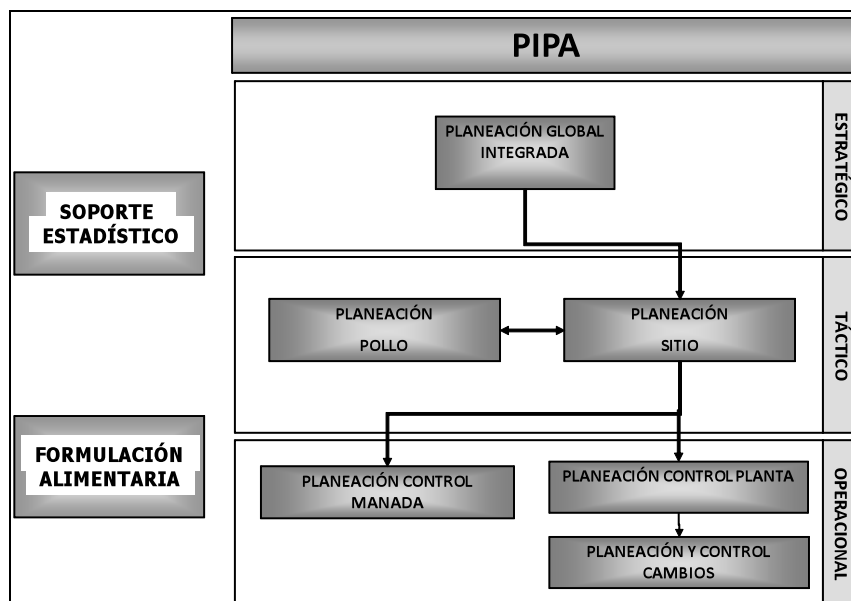 PIPA
PLANEACIÓN GLOBAL
INTEGRADA
ESTRATÉGICO
SOPORTE
ESTADÍSTICO
PLANEACIÓN
POLLO
PLANEACIÓN
SITIO
TÁCTICO
FORMULACIÓN
ALIMENTARIA
PLANEACIÓN CONTROL
MANADA
PLANEACIÓN CONTROL PLANTA
PLANEACIÓN Y CONTROL
CAMBIOS
OPERACIONAL